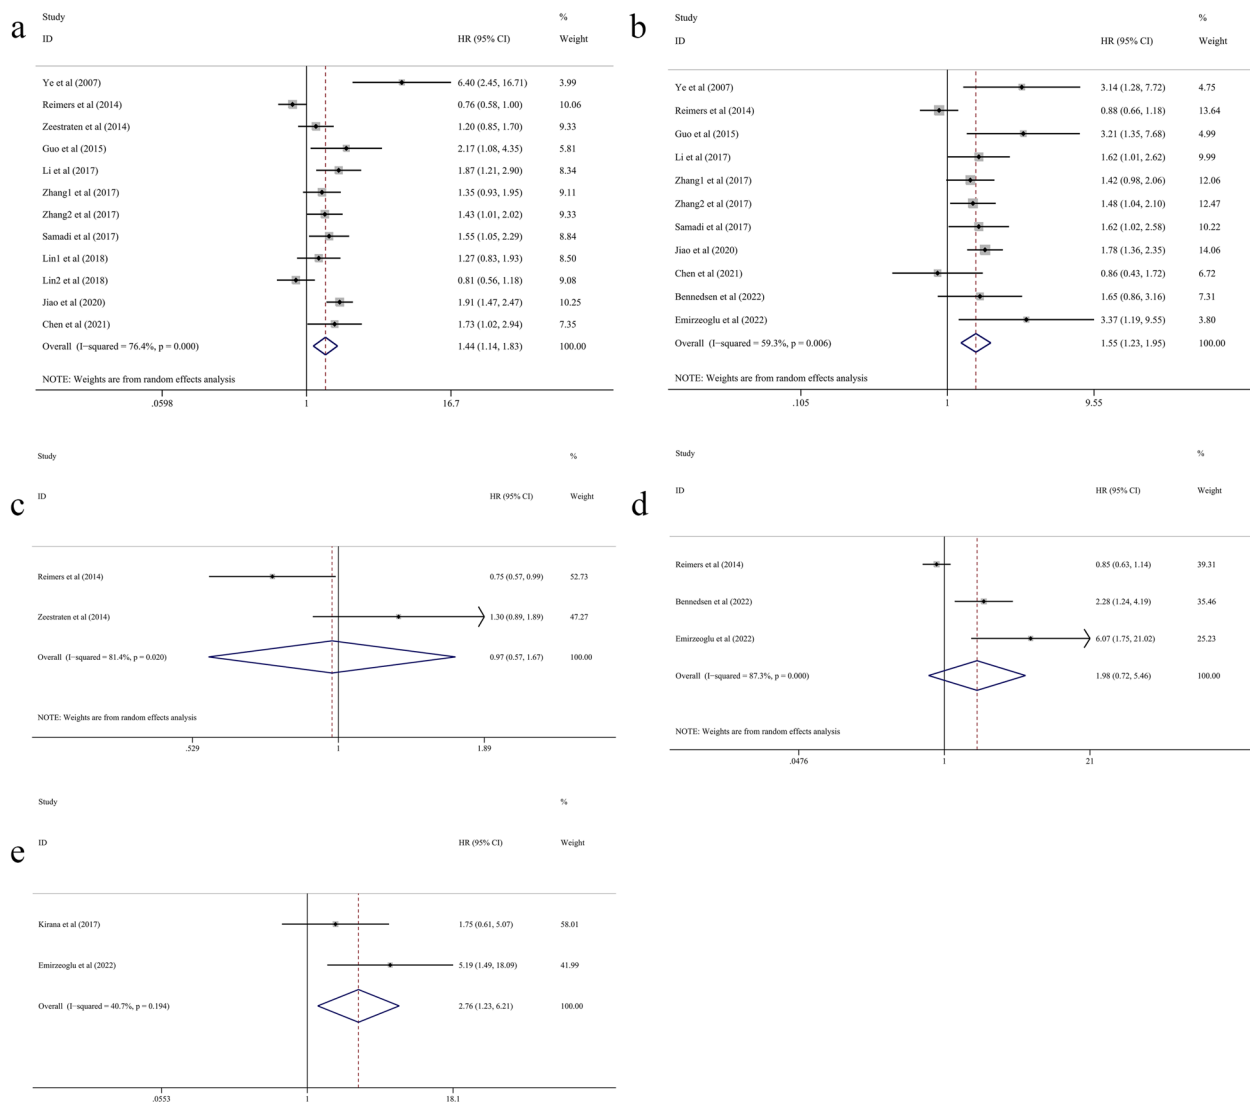 a
Study %
ID HR (95% CI) Weight
Ye et al (2007) 6.40 (2.45, 16.71) 3.99
Reimers et al (2014) 0.76 (0.58, 1.00) 10.06
Zeestraten et al (2014) 1.20 (0.85, 1.70) 9.33
Guo et al (2015) 2.17 (1.08, 4.35) 5.81
Li et al (2017) 1.87 (1.21, 2.90) 8.34
Zhang1 et al (2017) 1.35 (0.93, 1.95) 9.11
Zhang2 et al (2017) 1.43 (1.01, 2.02) 9.33
Samadi et al (2017) 1.55 (1.05, 2.29) 8.84
Lin1 et al (2018) 1.27 (0.83, 1.93) 8.50
Lin2 et al (2018) 0.81 (0.56, 1.18) 9.08
Jiao et al (2020) 1.91 (1.47, 2.47) 10.25
Chen et al (2021) 1.73 (1.02, 2.94) 7.35
Overall (I−squared = 76.4%, p = 0.000) 1.44 (1.14, 1.83) 100.00
NOTE: Weights are from random effects analysis
.0598 1 16.7
b
Study %
ID HR (95% CI) Weight
Ye et al (2007) 3.14 (1.28, 7.72) 4.75
Reimers et al (2014) 0.88 (0.66, 1.18) 13.64
Guo et al (2015) 3.21 (1.35, 7.68) 4.99
Li et al (2017) 1.62 (1.01, 2.62) 9.99
Zhang1 et al (2017) 1.42 (0.98, 2.06) 12.06
Zhang2 et al (2017) 1.48 (1.04, 2.10) 12.47
Samadi et al (2017) 1.62 (1.02, 2.58) 10.22
Jiao et al (2020) 1.78 (1.36, 2.35) 14.06
Chen et al (2021) 0.86 (0.43, 1.72) 6.72
Bennedsen et al (2022) 1.65 (0.86, 3.16) 7.31
Emirzeoglu et al (2022) 3.37 (1.19, 9.55) 3.80
Overall (I−squared = 59.3%, p = 0.006) 1.55 (1.23, 1.95) 100.00
NOTE: Weights are from random effects analysis
.105 1 9.55
c
Study %
ID HR (95% CI) Weight
Reimers et al (2014) 0.75 (0.57, 0.99) 52.73
Zeestraten et al (2014) 1.30 (0.89, 1.89) 47.27
Overall (I−squared = 81.4%, p = 0.020) 0.97 (0.57, 1.67) 100.00
NOTE: Weights are from random effects analysis
.529 1 1.89
d
Study %
ID HR (95% CI) Weight
Reimers et al (2014) 0.85 (0.63, 1.14) 39.31
Bennedsen et al (2022) 2.28 (1.24, 4.19) 35.46
Emirzeoglu et al (2022) 6.07 (1.75, 21.02) 25.23
Overall (I−squared = 87.3%, p = 0.000) 1.98 (0.72, 5.46) 100.00
NOTE: Weights are from random effects analysis
.0476 1 21
e
Study %
ID HR (95% CI) Weight
Kirana et al (2017) 1.75 (0.61, 5.07) 58.01
Emirzeoglu et al (2022) 5.19 (1.49, 18.09) 41.99
Overall (I−squared = 40.7%, p = 0.194) 2.76 (1.23, 6.21) 100.00
.0553 1 18.1